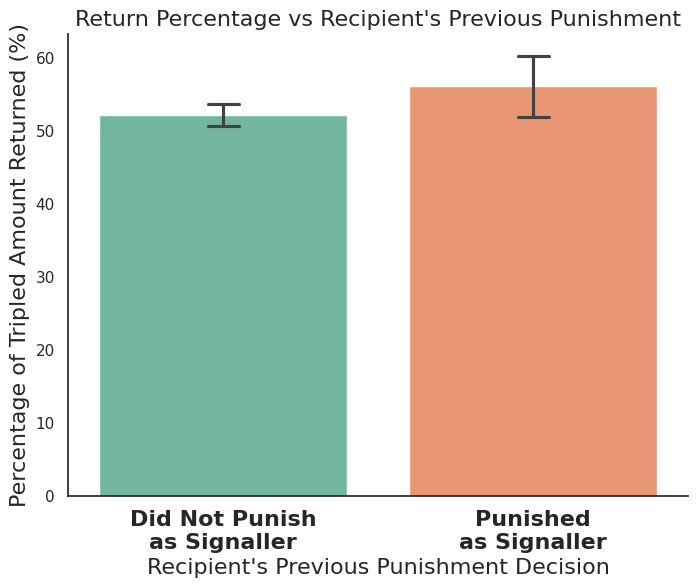 Return Percentage vs Recipient's Previous Punishment
Percentage of Tripled Amount Returned (%)
60
50
40
30
20
10
0
Did Not Punish
as Signaller
Punished
as Signaller
Recipient's Previous Punishment Decision